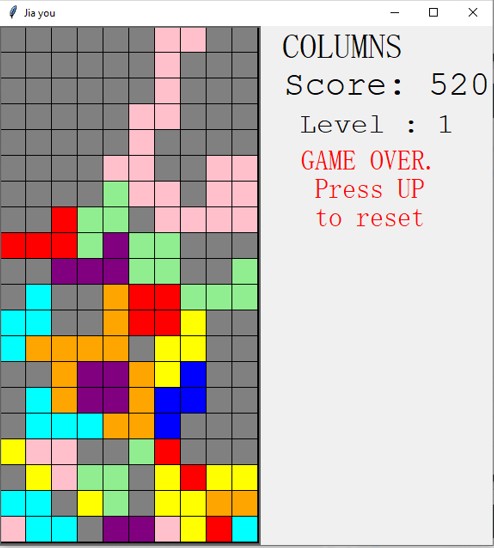 Jia you
COLUMNS
Score: 520
Level : 1
GAME OVER.
Press UP
to reset